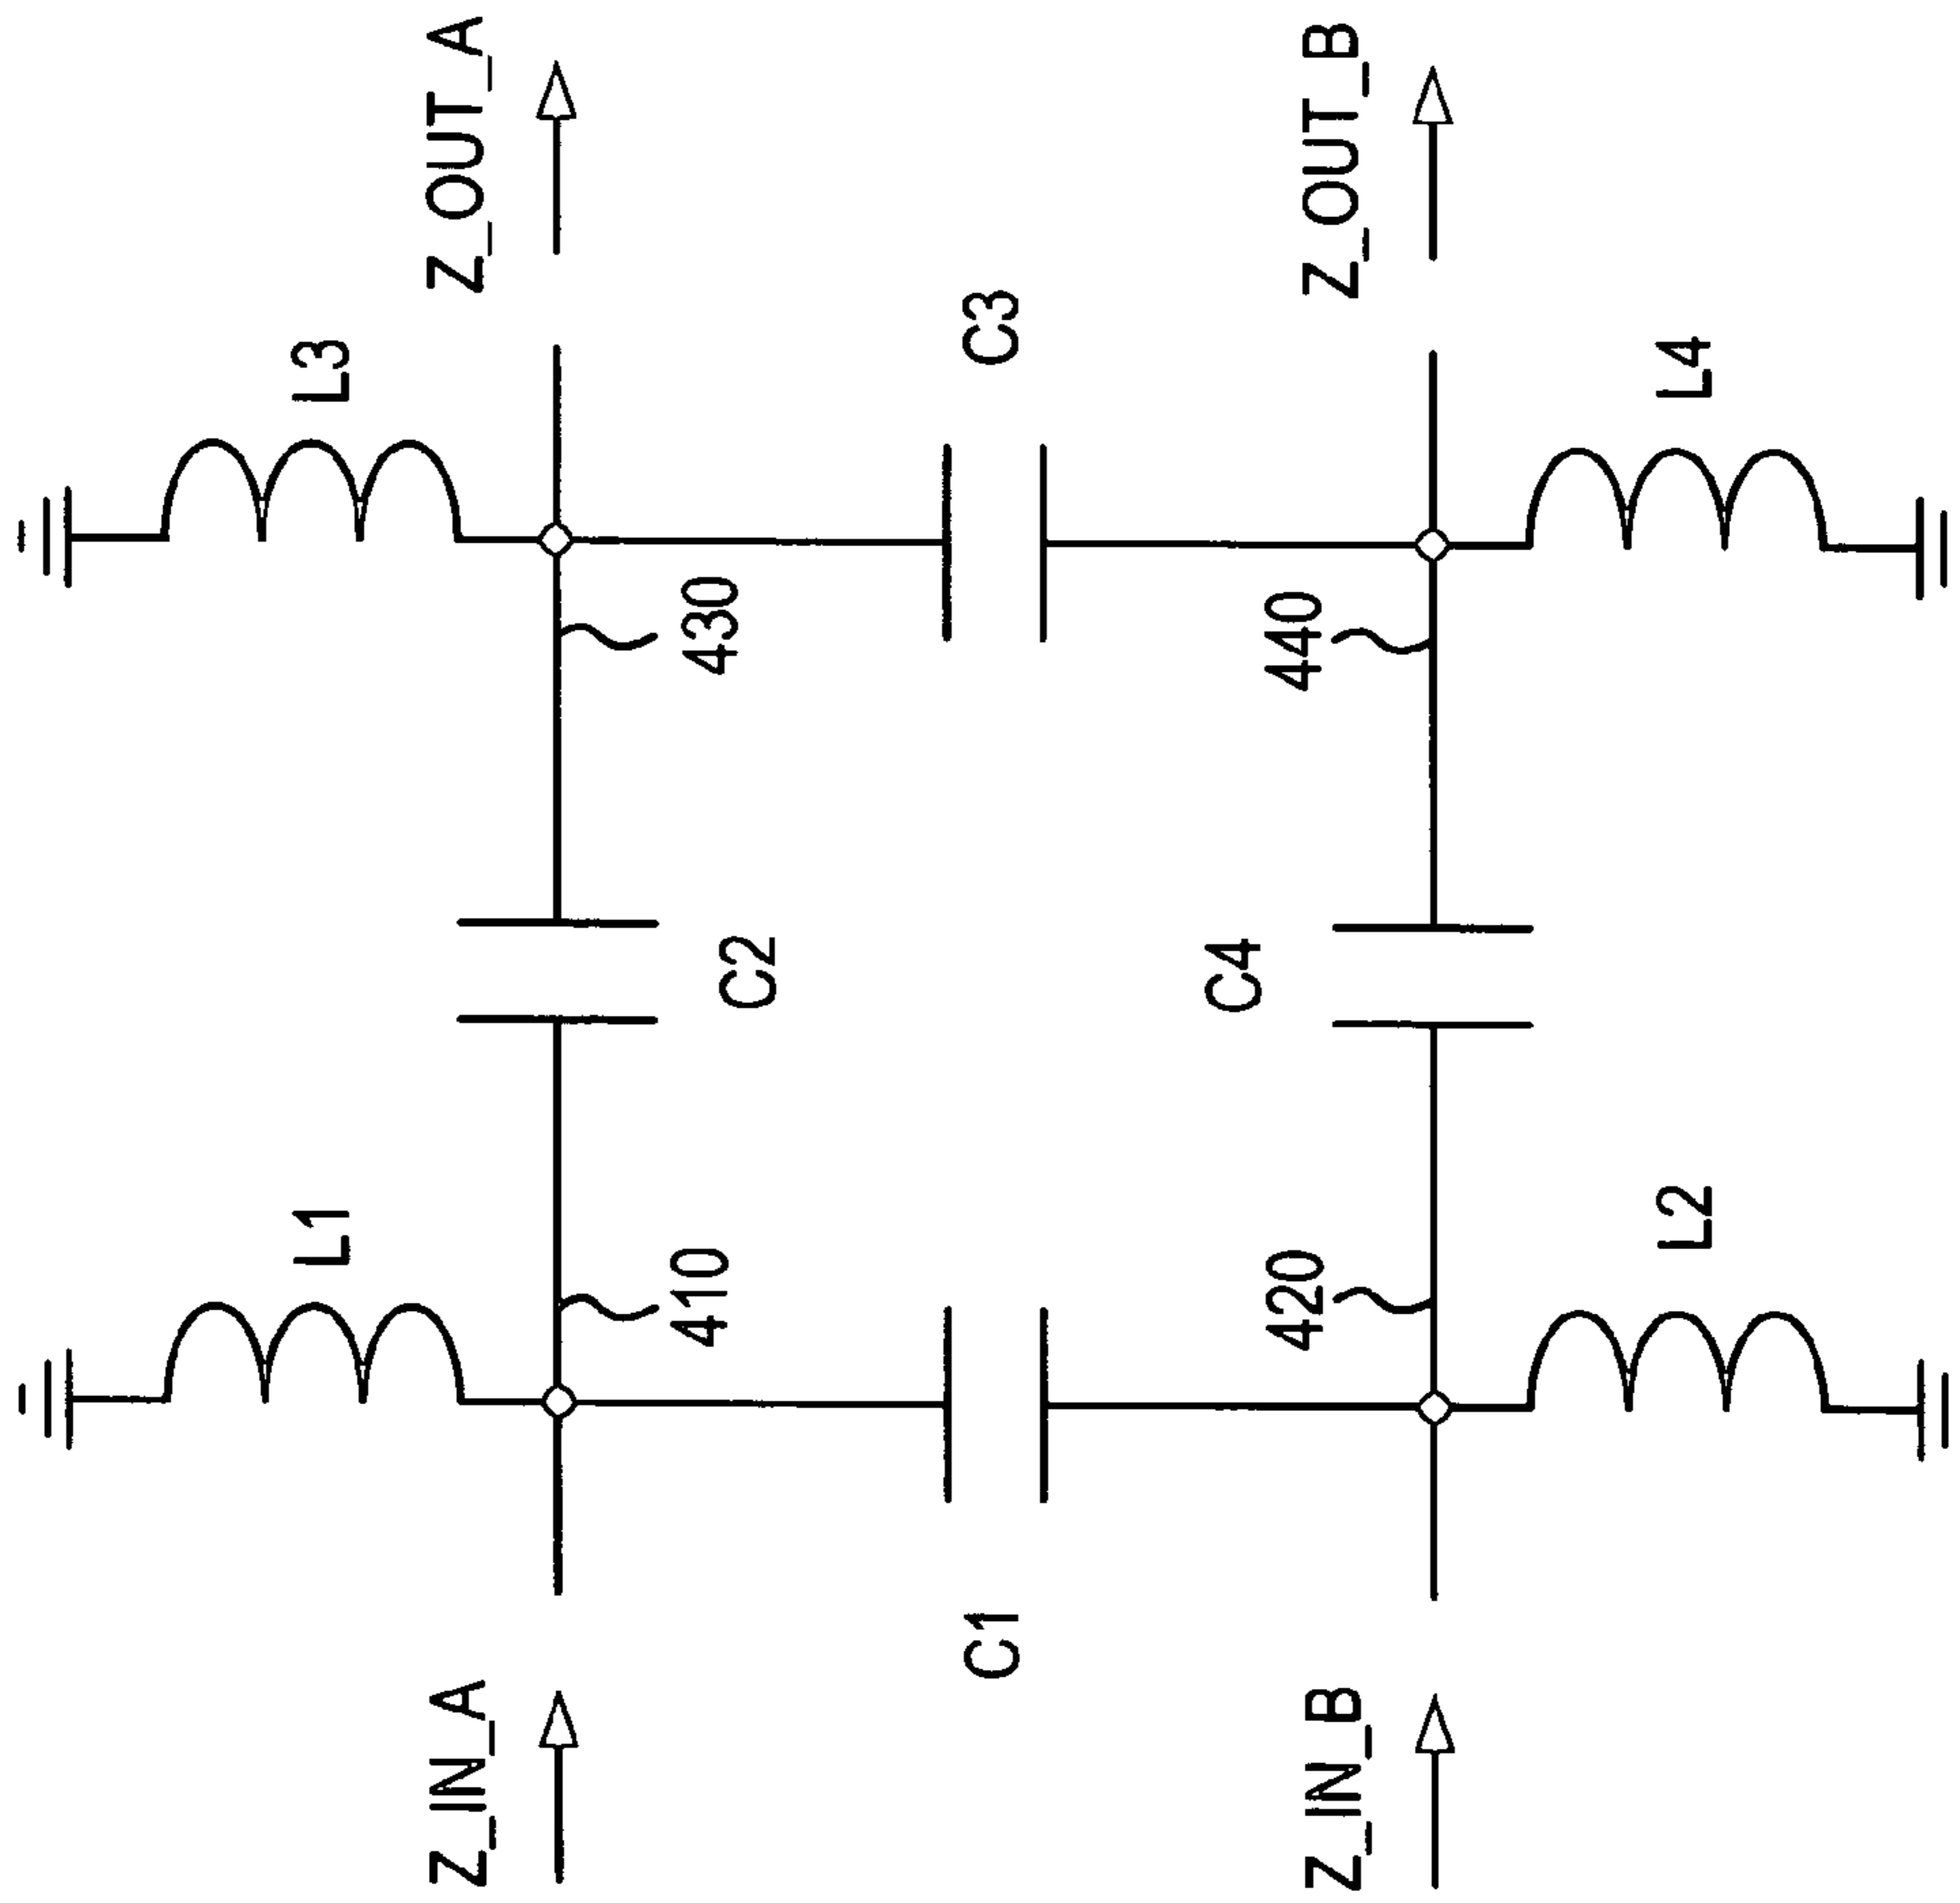 Z_IN_A
L1
410
C2
430
L3
Z_OUT_A
C1
C3
Z_IN_B
420
L2
C4
440
L4
Z_OUT_B